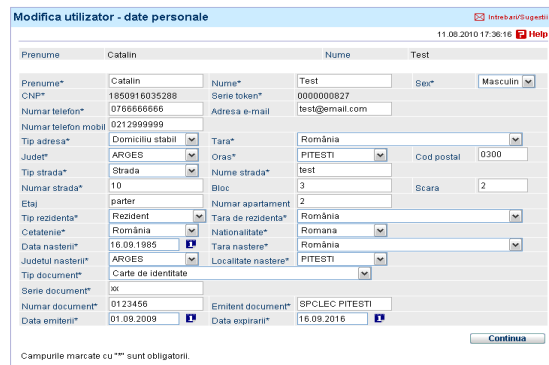 Modifica utilizator - date personale
Intrebari/Sugestii
11.08.2010 17:36:16 ? Help
Prenume Catalin Nume Test
Prenume* Catalin Nume* Test Sex* Masculin
CNP* 1850916035288 Serie token* 0000000827
Numar telefon* 0766666666 Adresa e-mail test@email.com
Numar telefon mobil 0212999999
Tip adresa* Domiciliu stabil Tara* România
Judet* ARGES Oras* PITESTI Cod postal 0300
Tip strada* Strada Nume strada* test
Numar strada* 10 Bloc 3 Scara 2
Etaj parter Numar apartament 2
Tip rezidenta* Rezident Tara de rezidenta* România
Cetatenie* România Nationalitate* Romana
Data nasterii* 16.09.1985 Tara nastere* România
Judetul nasterii* ARGES Localitate nastere* PITESTI
Tip document* Carte de identitate
Serie document* xx
Numar document* 0123456 Emitent document* SPCLEC PITESTI
Data emiterii* 01.09.2009 Data expirarii* 16.09.2016
Continua
Campurile marcate cu "*" sunt obligatorii.